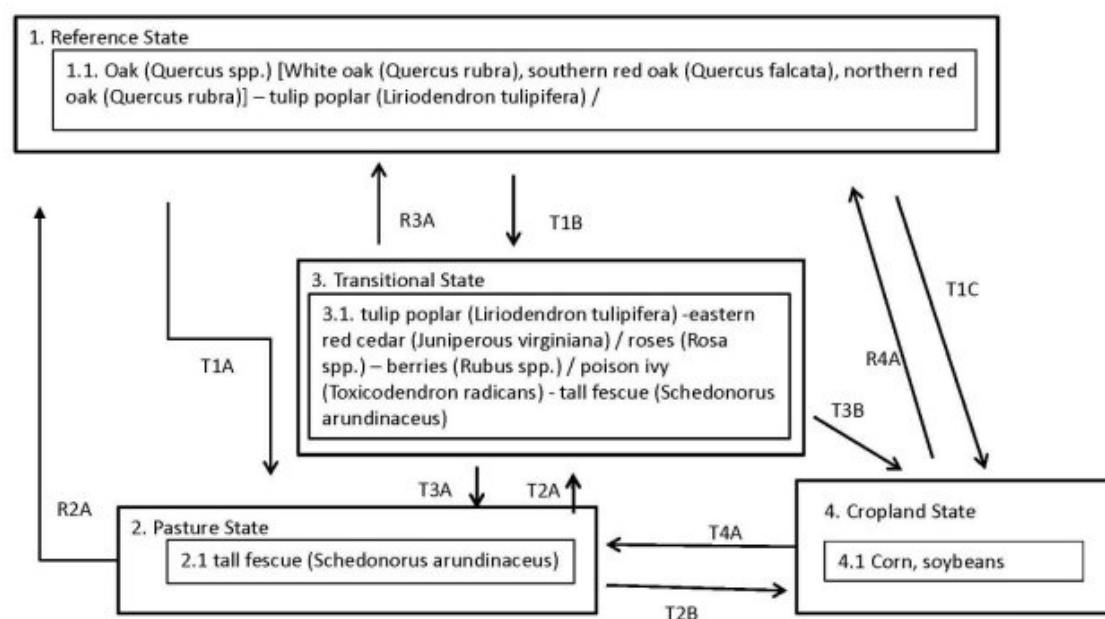 1. Reference State
1.1. Oak (Quercus spp.) [White oak (Quercus rubra), southern red oak (Quercus falcata), northern red
oak (Quercus rubra)] – tulip poplar (Liriodendron tulipifera) /
R3A
T1B
T1C
3. Transitional State
3.1. tulip poplar (Liriodendron tulipifera) -eastern
red cedar (Juniperous virginiana) / roses (Rosa
spp.) – berries (Rubus spp.) / poison ivy
(Toxicodendron radicans) - tall fescue (Schedonorus
arundinaceus)
T1A
R4A
T3B
T3A
T2A
R2A
2. Pasture State
2.1 tall fescue (Schedonorus arundinaceus)
T4A
T2B
4. Cropland State
4.1 Corn, soybeans